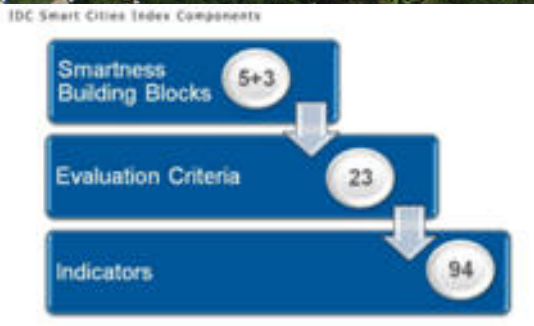 IDC Smart Cities Index Components
Smartness
Building Blocks
5+3
Evaluation Criteria
23
Indicators
94